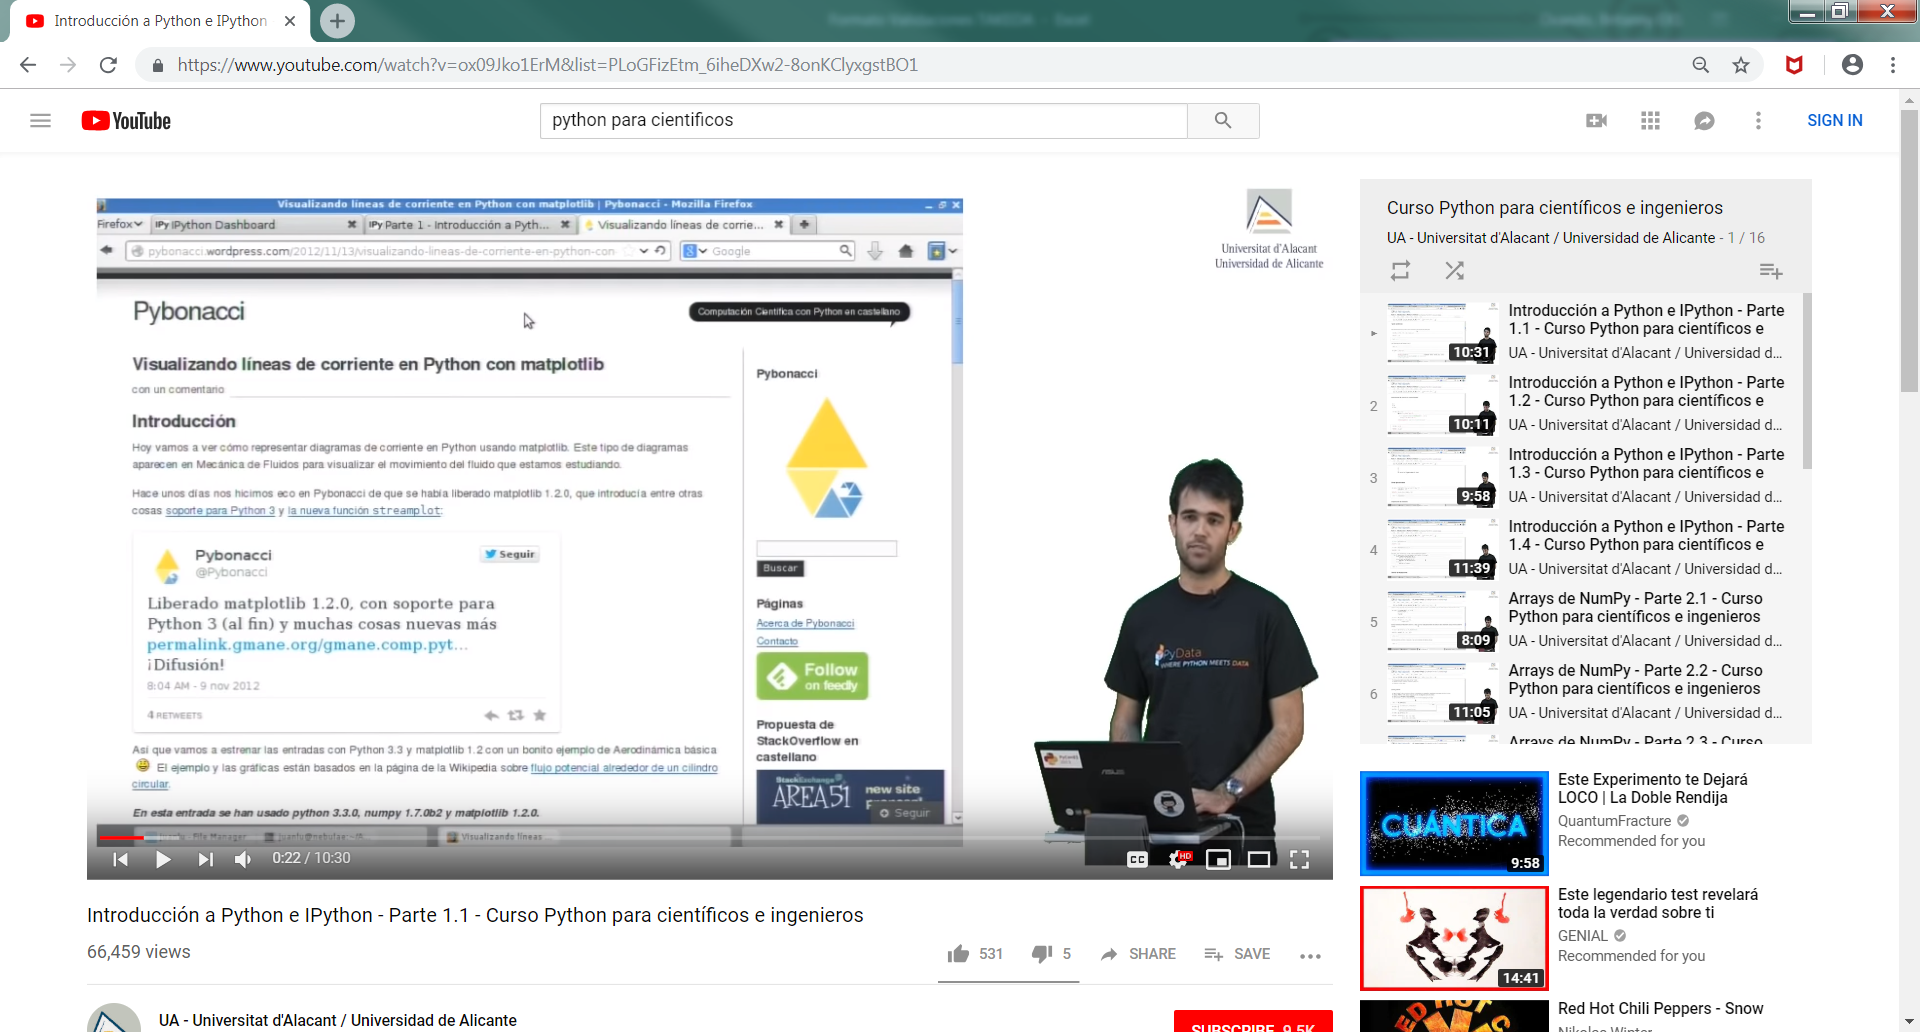 Introducción a Python e IPython
https://www.youtube.com/watch?v=ox09Jko1ErM&list=PLoGFizEtm_6iheDXw2-8onKClyxgstBO1
YouTube
python para cientificos
SIGN IN
Visualizando líneas de corriente en Python con matplotlib | Pybonacci - Mozilla Firefox
Firefox
IPy IPython Dashboard
IPy Parte 1 - Introducción a Pyth...
Visualizando líneas de corrie...
pybonacci.wordpress.com/2012/11/13/visualizando-lineas-de-corriente-en-python-con-
Google
Pybonacci
Computación Científica con Python en castellano
Visualizando líneas de corriente en Python con matplotlib
con un comentario
Introducción
Hoy vamos a ver cómo representar diagramas de corriente en Python usando matplotlib. Este tipo de diagramas
aparecen en Mecánica de Fluidos para visualizar el movimiento del fluido que estamos estudiando.
Hace unos días nos hicimos eco en Pybonacci de que se había liberado matplotlib 1.2.0, que introducía entre otras
cosas soporte para Python 3 y la nueva función streamplot:
Pybonacci
@Pybonacci
Seguir
Liberado matplotlib 1.2.0, con soporte para
Python 3 (al fin) y muchas cosas nuevas más
permalink.gmane.org/gmane.comp.pyt...
¡Difusión!
8:04 AM - 9 nov 2012
4 RETWEETS
Así que vamos a estrenar las entradas con Python 3.3 y matplotlib 1.2 con un bonito ejemplo de Aerodinámica básica
El ejemplo y las gráficas están basados en la página de la Wikipedia sobre flujo potencial alrededor de un cilindro
circular.
En esta entrada se han usado python 3.3.0, numpy 1.7.0b2 y matplotlib 1.2.0.
Pybonacci
Buscar
Páginas
Acerca de Pybonacci
Contacto
Follow
on feedly
Propuesta de
StackOverflow en
castellano
StackExchange
AREA51
new site
Seguir
File Manager
Visualizando líneas
Universitat d'Alacant
Universidad de Alicante
PyData
WHERE PYTHON MEETS DATA
ASUS
0:22 / 10:30
CC
HD
Introducción a Python e IPython - Parte 1.1 - Curso Python para científicos e ingenieros
66,459 views
531
5
SHARE
SAVE
UA - Universitat d'Alacant / Universidad de Alicante
SUBSCRIBE 9.5K
Curso Python para científicos e ingenieros
UA - Universitat d'Alacant / Universidad de Alicante - 1 / 16
10:31
Introducción a Python e IPython - Parte
1.1 - Curso Python para científicos e
UA - Universitat d'Alacant / Universidad d...
2
10:11
Introducción a Python e IPython - Parte
1.2 - Curso Python para científicos e
UA - Universitat d'Alacant / Universidad d...
3
9:58
Introducción a Python e IPython - Parte
1.3 - Curso Python para científicos e
UA - Universitat d'Alacant / Universidad d...
4
11:39
Introducción a Python e IPython - Parte
1.4 - Curso Python para científicos e
UA - Universitat d'Alacant / Universidad d...
5
8:09
Arrays de NumPy - Parte 2.1 - Curso
Python para científicos e ingenieros
UA - Universitat d'Alacant / Universidad d...
6
11:05
Arrays de NumPy - Parte 2.2 - Curso
Python para científicos e ingenieros
UA - Universitat d'Alacant / Universidad d...
Arrays de NumPy - Parte 2.3 - Curso
CUÁNTICA
9:58
Este Experimento te Dejará
LOCO | La Doble Rendija
QuantumFracture
Recommended for you
14:41
Este legendario test revelará
toda la verdad sobre ti
GENIAL
Recommended for you
RED HOT
Red Hot Chili Peppers - Snow
Nikolas Winter